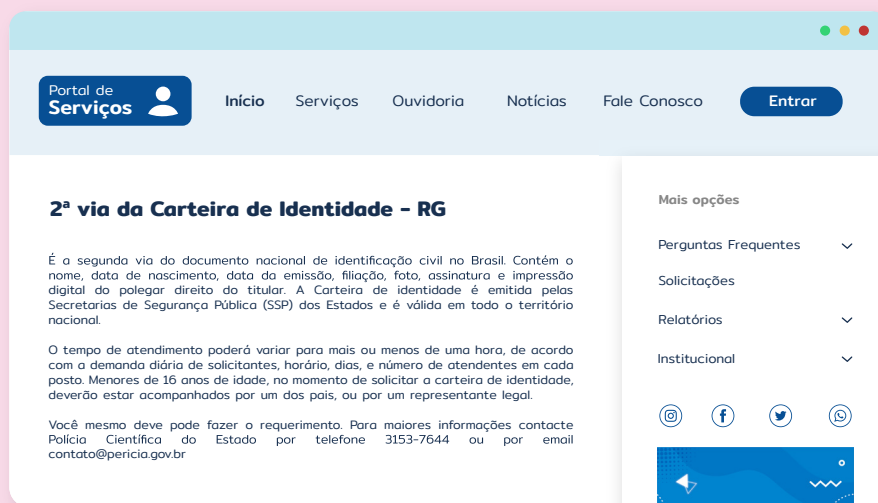 Portal de
Serviços
Início Serviços Ouvidoria Notícias Fale Conosco Entrar
2ª via da Carteira de Identidade - RG
É a segunda via do documento nacional de identificação civil no Brasil. Contém o
nome, data de nascimento, data da emissão, filiação, foto, assinatura e impressão
digital do polegar direito do titular. A Carteira de identidade é emitida pelas
Secretarias de Segurança Pública (SSP) dos Estados e é válida em todo o território
nacional.
O tempo de atendimento poderá variar para mais ou menos de uma hora, de acordo
com a demanda diária de solicitantes, horário, dias, e número de atendentes em cada
posto. Menores de 16 anos de idade, no momento de solicitar a carteira de identidade,
deverão estar acompanhados por um dos pais, ou por um representante legal.
Você mesmo deve pode fazer o requerimento. Para maiores informações contacte
Polícia Científica do Estado por telefone 3153-7644 ou por email
contato@pericia.gov.br
Mais opções
Perguntas Frequentes
Solicitações
Relatórios
Institucional